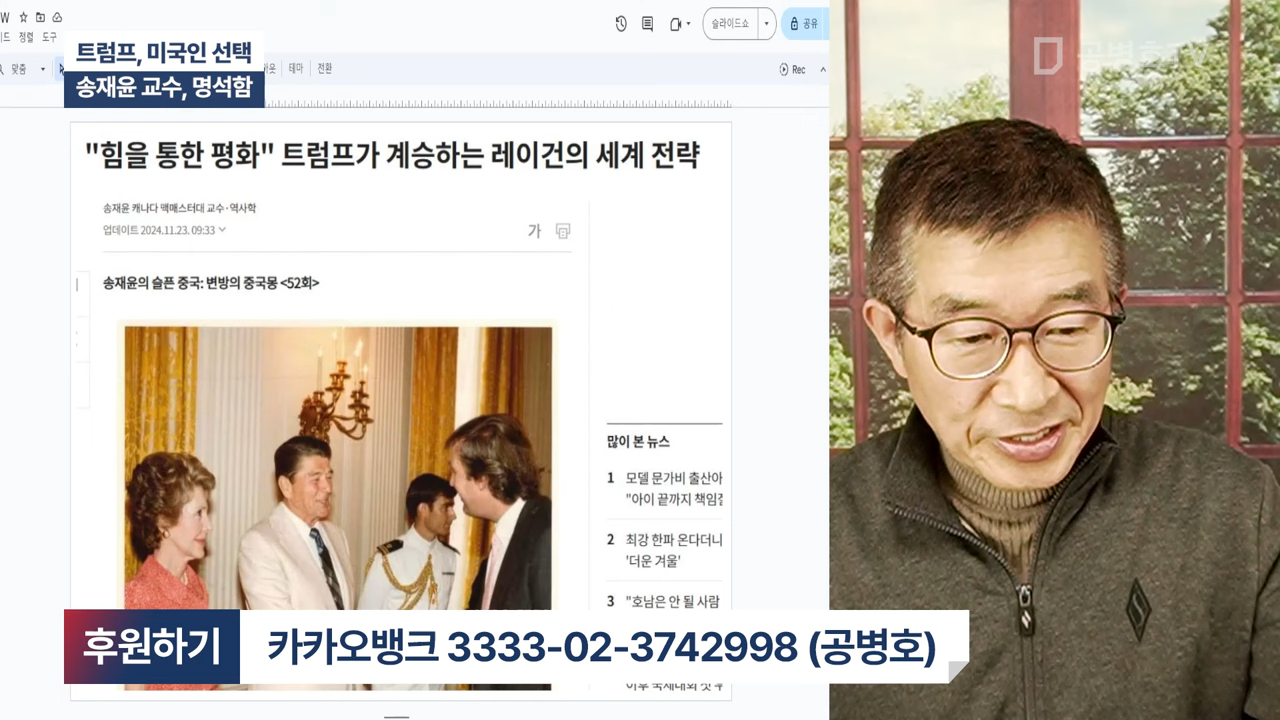 W
슬라이드쇼
공유
드 정렬 도구
맞춤
테마
전환
Rec
트럼프, 미국인 선택
송재윤 교수, 명석함
공병호TV
"힘을 통한 평화" 트럼프가 계승하는 레이건의 세계 전략
송재윤 캐나다 맥매스터대 교수·역사학
업데이트 2024.11.23. 09:33
가
송재윤의 슬픈 중국: 변방의 중국몽 <52회>
많이 본 뉴스
1 모델 문가비 출산아
"아이 끝까지 책임질
2 최강 한파 온다더니
'더운 겨울'
3 "호남은 안 될 사람
후원하기
카카오뱅크 3333-02-3742998 (공병호)